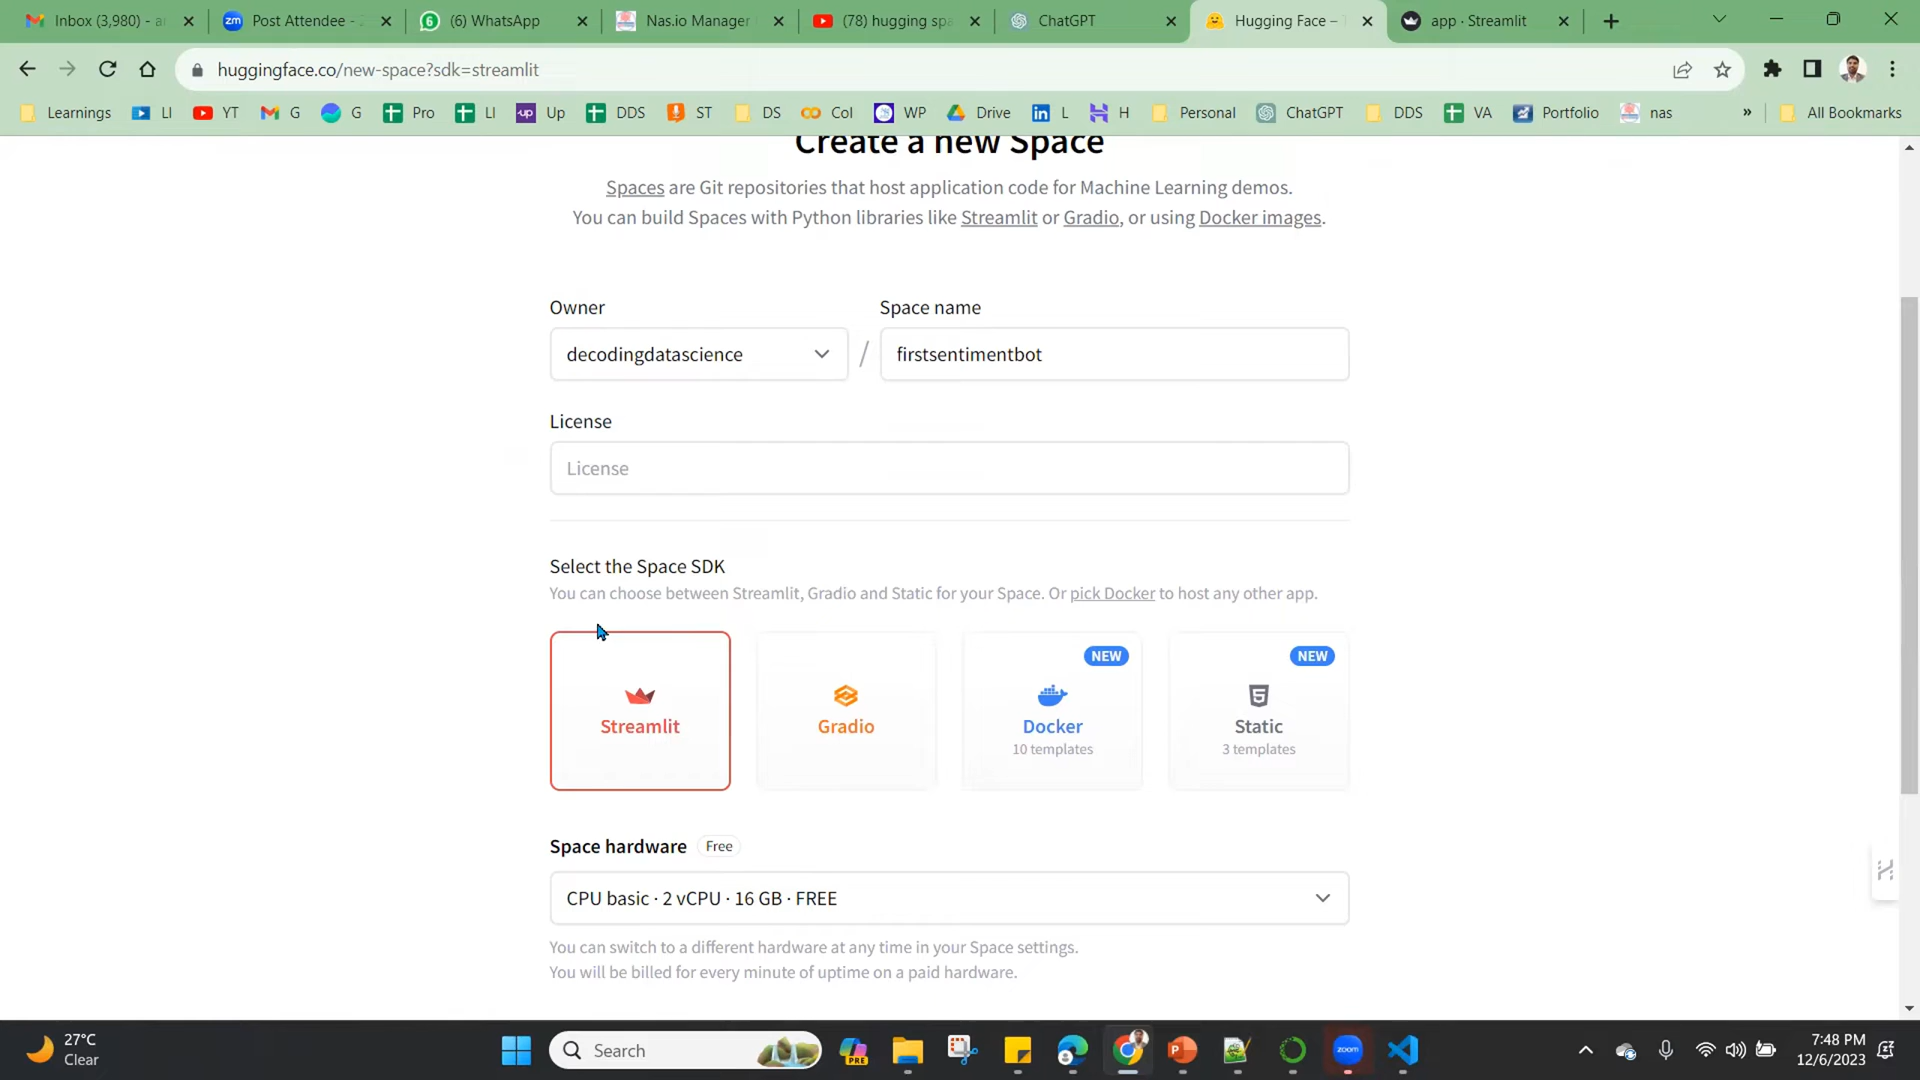 Inbox (3,980) - a
Post Attendee - Z
(6) WhatsApp
Nas.io Manager
(78) hugging spa
ChatGPT
Hugging Face –
app · Streamlit
huggingface.co/new-space?sdk=streamlit
Learnings
LI
YT
G
G
Pro
LI
Up
DDS
ST
DS
Col
WP
Drive
L
H
Personal
ChatGPT
DDS
VA
Portfolio
nas
»
All Bookmarks
Create a new Space
Spaces are Git repositories that host application code for Machine Learning demos.
You can build Spaces with Python libraries like Streamlit or Gradio, or using Docker images.
Owner
Space name
decodingdatascience
/
firstsentimentbot
License
License
Select the Space SDK
You can choose between Streamlit, Gradio and Static for your Space. Or pick Docker to host any other app.
Streamlit
Gradio
NEW
Docker
10 templates
NEW
Static
3 templates
Space hardware Free
CPU basic · 2 vCPU · 16 GB · FREE
You can switch to a different hardware at any time in your Space settings.
You will be billed for every minute of uptime on a paid hardware.
27°C
Clear
Search
PRE
zoom
7:48 PM
12/6/2023